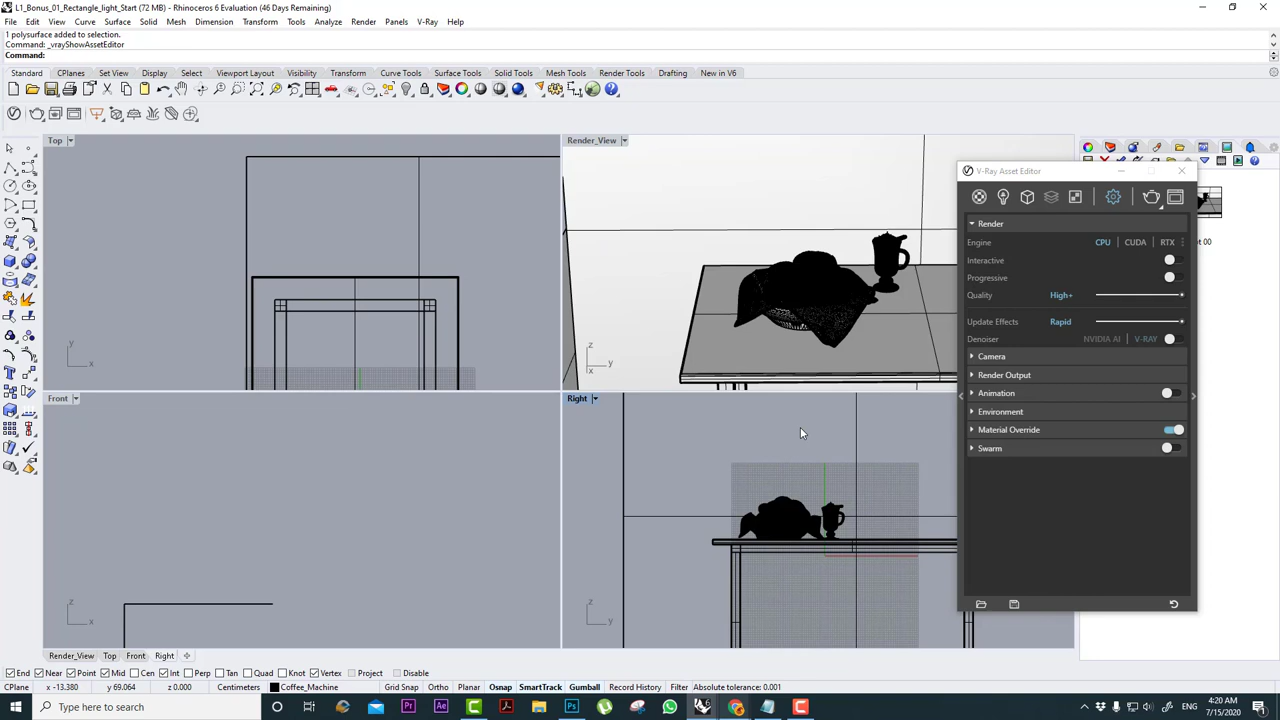 L1_Bonus_01_Rectangle_light_Start (72 MB) - Rhinoceros 6 Evaluation (46 Days Remaining)
File Edit View Curve Surface Solid Mesh Dimension Transform Tools Analyze Render Panels V-Ray Help
1 polysurface added to selection.
Command: _vrayShowAssetEditor
Command:
Standard CPlanes Set View Display Select Viewport Layout Visibility Transform Curve Tools Surface Tools Solid Tools Mesh Tools Render Tools Drafting New in V6
Top
Render_View
V-Ray Asset Editor
Render
Engine CPU CUDA RTX
Interactive
Progressive
Quality High+
Update Effects Rapid
Denoiser NVIDIA AI V-RAY
Camera
Render Output
Animation
Environment
Material Override
Swarm
Front
Right
y
x
z
x
z
y
z
x
z
y
Render_View Top Front Right
End Near Point Mid Cen Int Perp Tan Quad Knot Vertex Project Disable
CPlane x -13.380 y 69.064 z 0.000 Centimeters Coffee_Machine Grid Snap Ortho Planar Osnap SmartTrack Gumball Record History Filter Absolute tolerance: 0.001
Type here to search
4:20 AM
7/15/2020